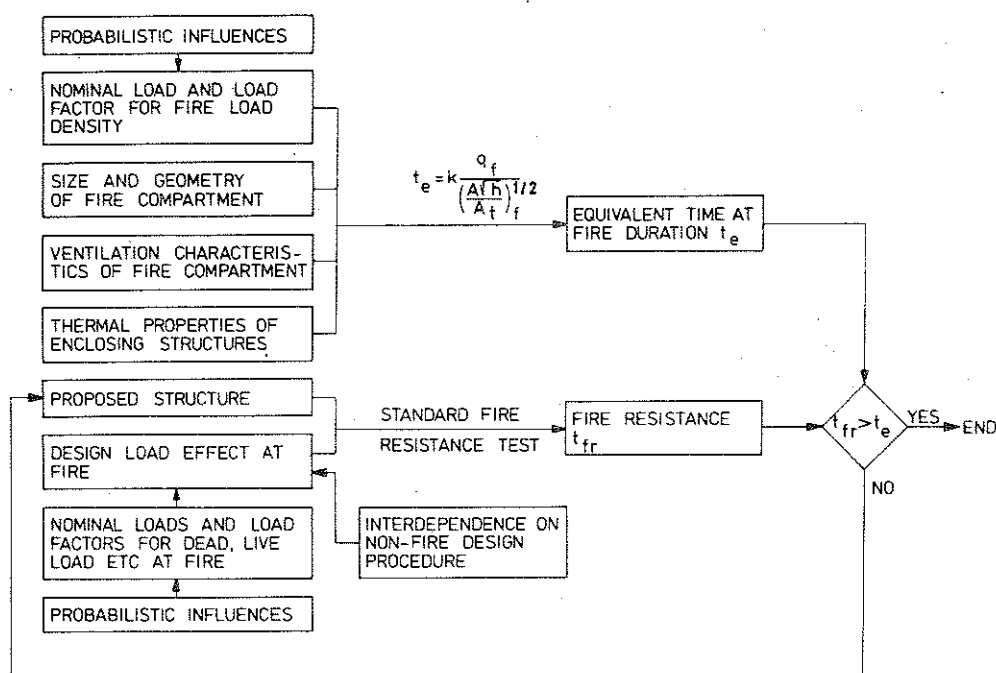 PROBABILISTIC INFLUENCES
NOMINAL LOAD AND LOAD
FACTOR FOR FIRE LOAD
DENSITY
SIZE AND GEOMETRY
OF FIRE COMPARTMENT
VENTILATION CHARACTERIS-
TICS OF FIRE COMPARTMENT
THERMAL PROPERTIES OF
ENCLOSING STRUCTURES
t_e = k q_f / (A√h / A_t)_f^1/2
EQUIVALENT TIME AT
FIRE DURATION t_e
PROPOSED STRUCTURE
DESIGN LOAD EFFECT AT
FIRE
NOMINAL LOADS AND LOAD
FACTORS FOR DEAD, LIVE
LOAD ETC AT FIRE
PROBABILISTIC INFLUENCES
STANDARD FIRE
RESISTANCE TEST
FIRE RESISTANCE
t_fr
INTERDEPENDENCE ON
NON-FIRE DESIGN
PROCEDURE
t_fr > t_e
YES
END
NO